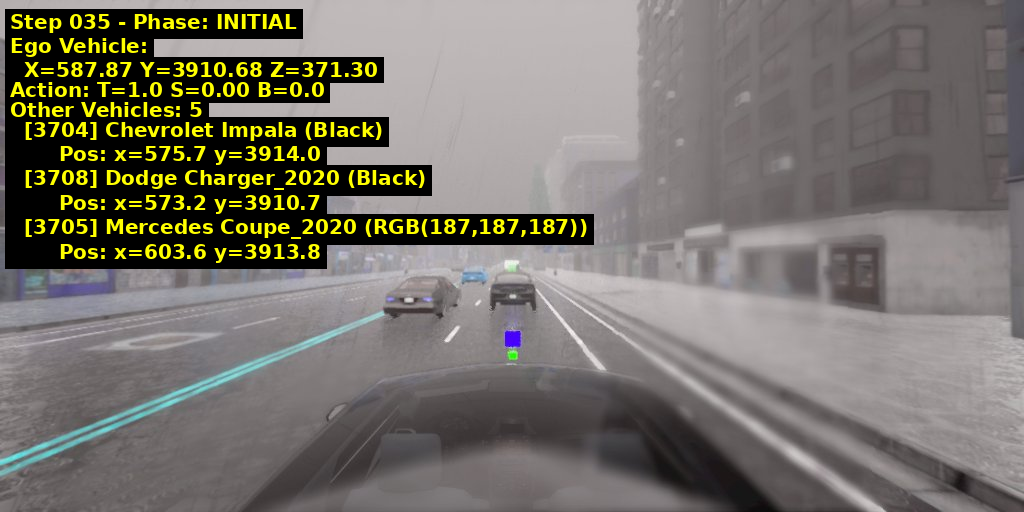 Step 035 - Phase: INITIAL
Ego Vehicle:
X=587.87 Y=3910.68 Z=371.30
Action: T=1.0 S=0.00 B=0.0
Other Vehicles: 5
[3704] Chevrolet Impala (Black)
Pos: x=575.7 y=3914.0
[3708] Dodge Charger_2020 (Black)
Pos: x=573.2 y=3910.7
[3705] Mercedes Coupe_2020 (RGB(187,187,187))
Pos: x=603.6 y=3913.8